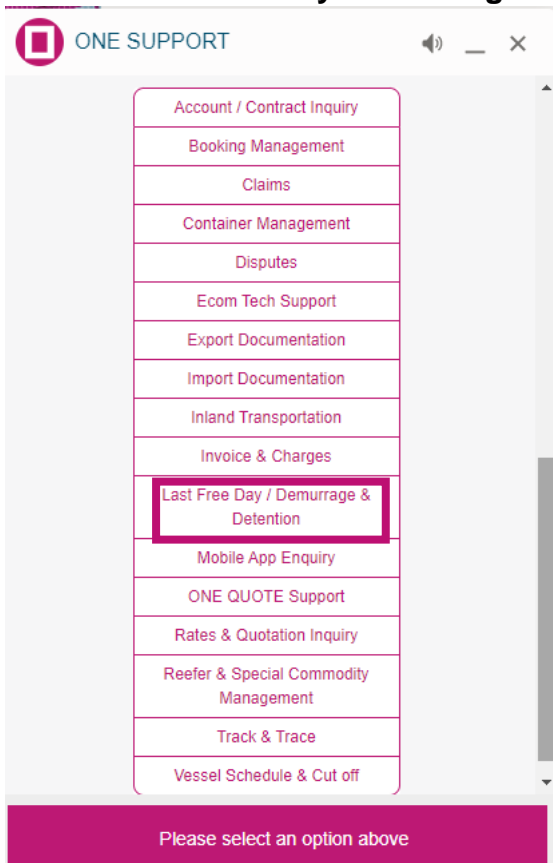 ONE SUPPORT
Account / Contract Inquiry
Booking Management
Claims
Container Management
Disputes
Ecom Tech Support
Export Documentation
Import Documentation
Inland Transportation
Invoice & Charges
Last Free Day / Demurrage &
Detention
Mobile App Enquiry
ONE QUOTE Support
Rates & Quotation Inquiry
Reefer & Special Commodity
Management
Track & Trace
Vessel Schedule & Cut off
Please select an option above